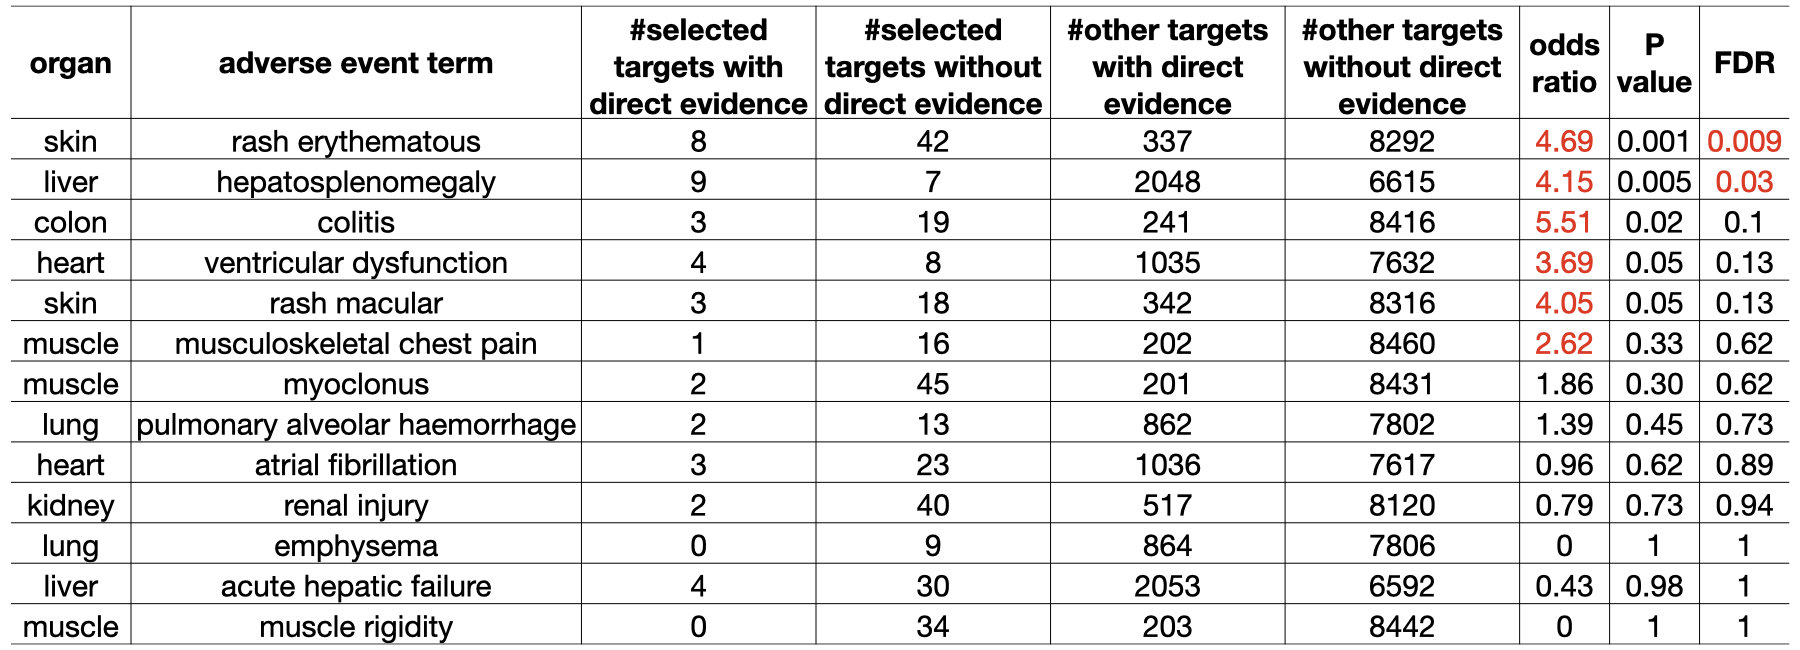 organ adverse event term #selected targets with direct evidence #selected targets without direct evidence #other targets with direct evidence #other targets without direct evidence odds ratio P value FDR
skin rash erythematous 8 42 337 8292 4.69 0.001 0.009
liver hepatosplenomegaly 9 7 2048 6615 4.15 0.005 0.03
colon colitis 3 19 241 8416 5.51 0.02 0.1
heart ventricular dysfunction 4 8 1035 7632 3.69 0.05 0.13
skin rash macular 3 18 342 8316 4.05 0.05 0.13
muscle musculoskeletal chest pain 1 16 202 8460 2.62 0.33 0.62
muscle myoclonus 2 45 201 8431 1.86 0.30 0.62
lung pulmonary alveolar haemorrhage 2 13 862 7802 1.39 0.45 0.73
heart atrial fibrillation 3 23 1036 7617 0.96 0.62 0.89
kidney renal injury 2 40 517 8120 0.79 0.73 0.94
lung emphysema 0 9 864 7806 0 1 1
liver acute hepatic failure 4 30 2053 6592 0.43 0.98 1
muscle muscle rigidity 0 34 203 8442 0 1 1